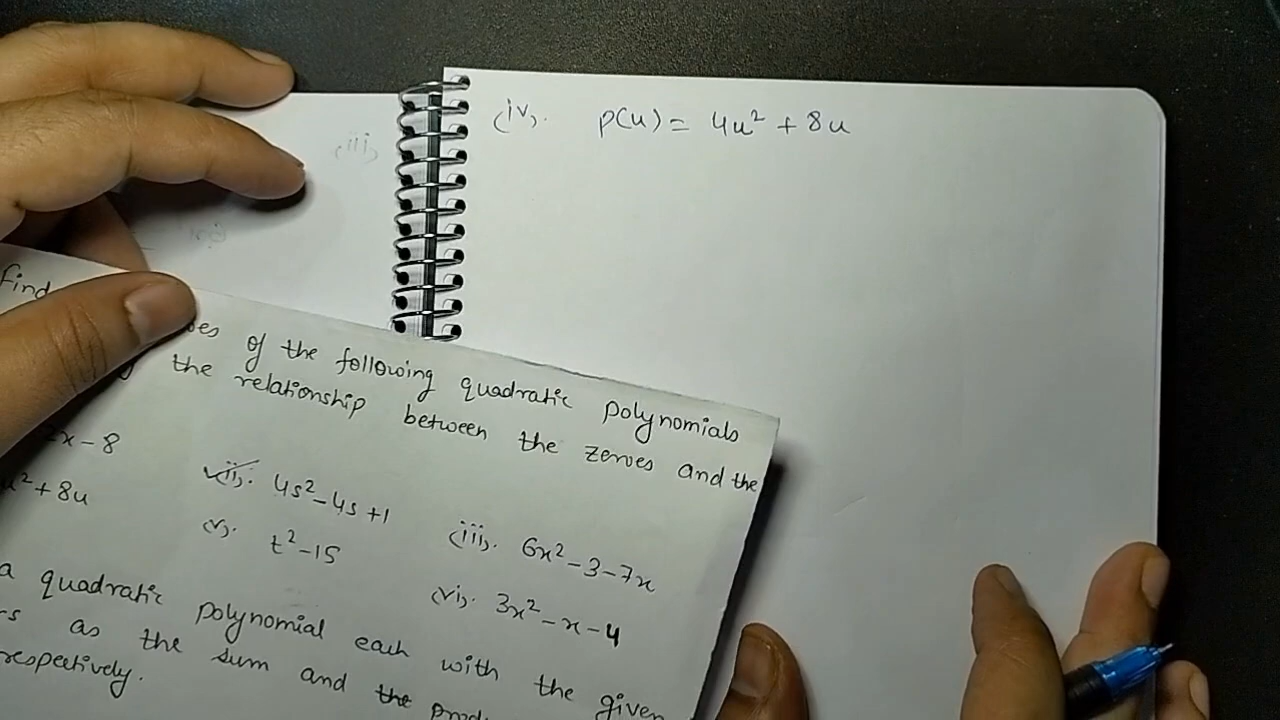 (iv). p(u) = 4u² + 8u
(iii)
find
of the following quadratic polynomials
the relationship between the zeroes and the
2x - 8
(ii). 4s² - 4s + 1
(iii). 6x² - 3 - 7x
u² + 8u
(v). t² - 15
(vi). 3x² - x - 4
a quadratic polynomial each with the given
as the sum and the
respectively.